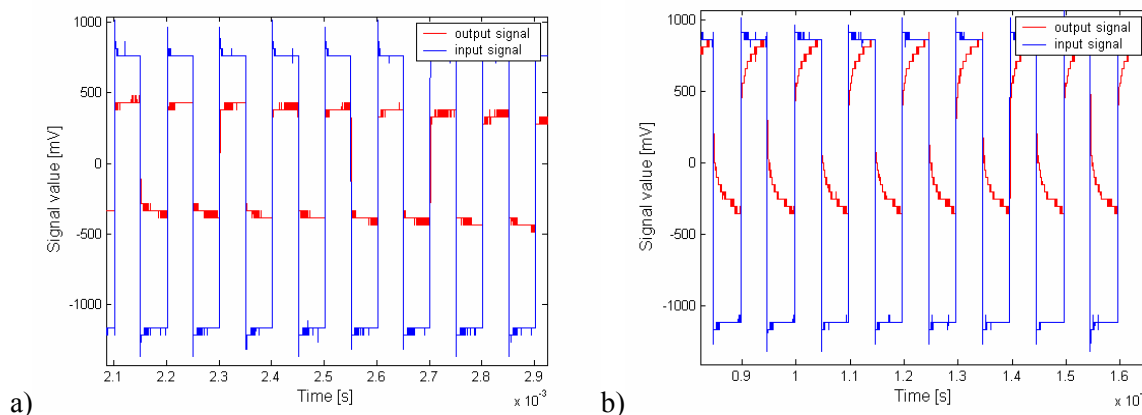 1000
500
0
-500
-1000
Signal value [mV]
output signal
input signal
2.1 2.2 2.3 2.4 2.5 2.6 2.7 2.8 2.9
Time [s]
x 10-3
a)
1000
500
0
-500
-1000
Signal value [mV]
output signal
input signal
0.9 1 1.1 1.2 1.3 1.4 1.5 1.6
Time [s]
x 10-
b)